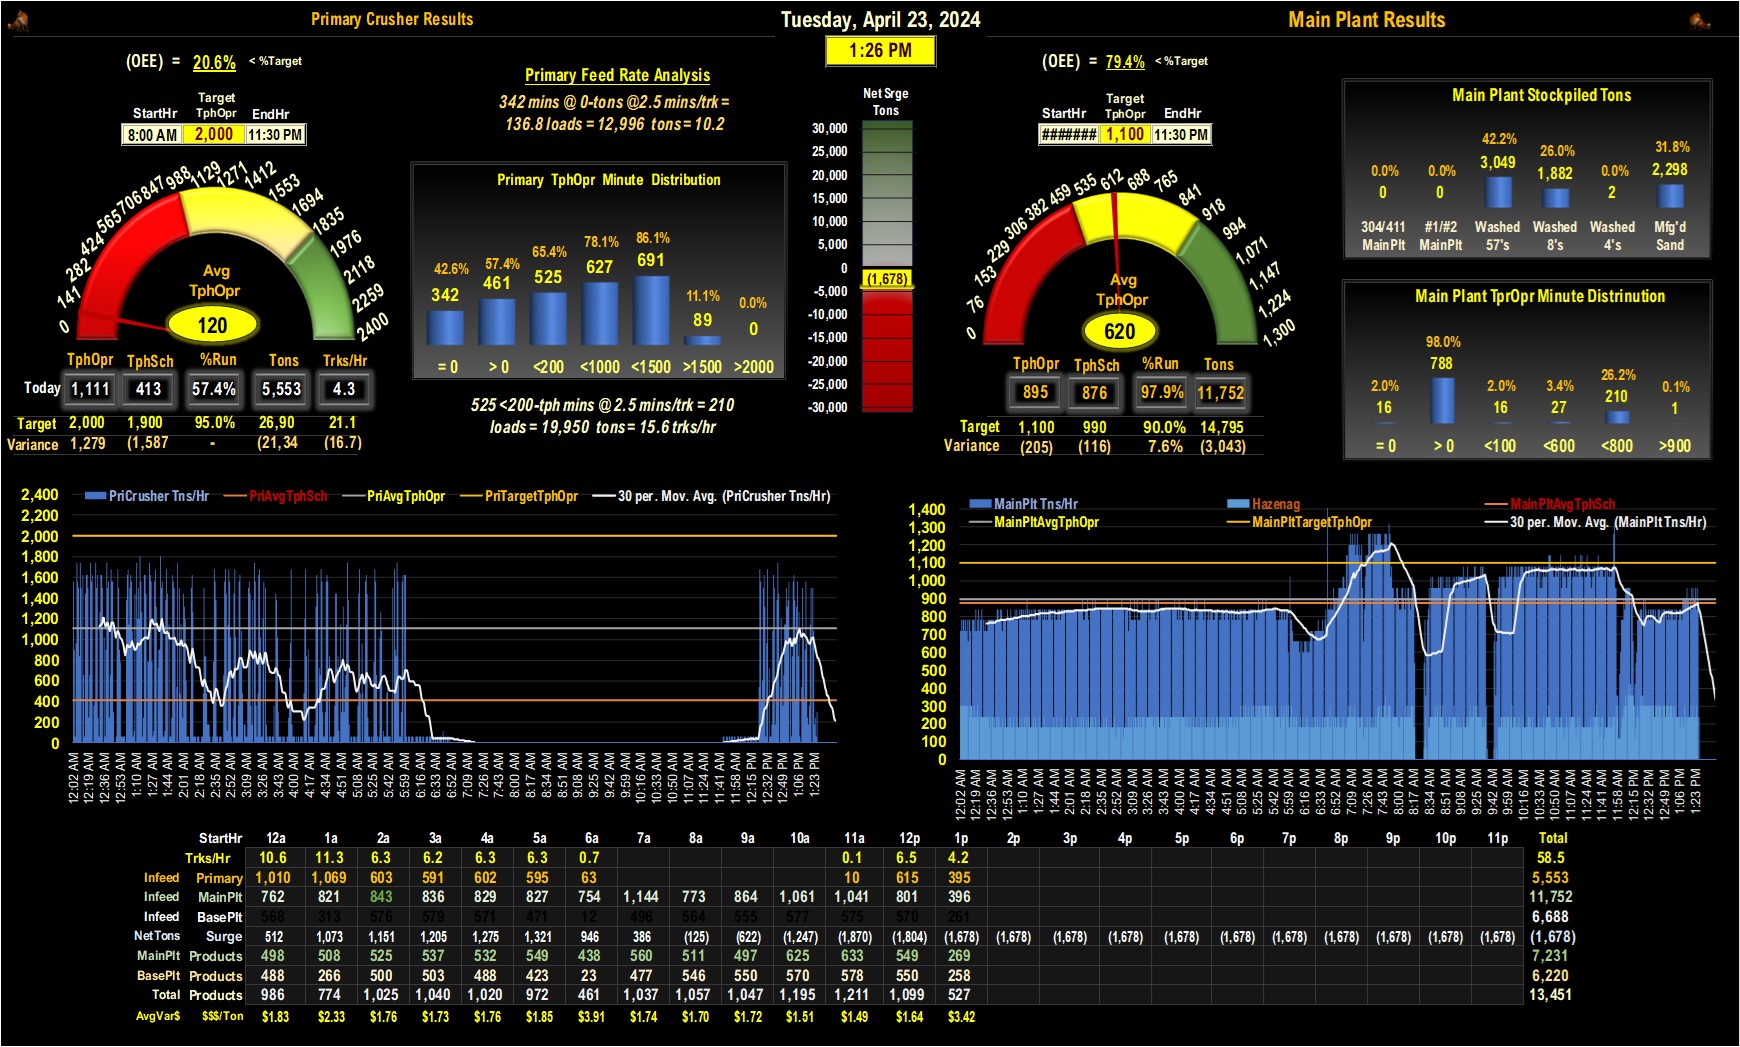 Primary Crusher Results
Tuesday, April 23, 2024
Main Plant Results
1:26 PM
(OEE) = 20.6% < %Target
StartHr Target TphOpr EndHr
8:00 AM 2,000 11:30 PM
Primary Feed Rate Analysis
342 mins @ 0-tons @2.5 mins/trk =
136.8 loads = 12,996 tons = 10.2
0 141 282 424 565 706 847 988 1129 1271 1412 1553 1694 1835 1976 2118 2259 2400
Avg
TphOpr
120
TphOpr TphSch %Run Tons Trks/Hr
Today 1,111 413 57.4% 5,553 4.3
Target 2,000 1,900 95.0% 26,90 21.1
Variance 1,279 (1,587 - (21,34 (16.7)
Primary TphOpr Minute Distribution
42.6% 57.4% 65.4% 78.1% 86.1% 11.1% 0.0%
342 461 525 627 691 89 0
= 0 > 0 <200 <1000 <1500 >1500 >2000
525 <200-tph mins @ 2.5 mins/trk = 210
loads = 19,950 tons = 15.6 trks/hr
Net Srge
Tons
30,000
25,000
20,000
15,000
10,000
5,000
0
(1,678)
-5,000
-10,000
-15,000
-20,000
-25,000
-30,000
(OEE) = 79.4% < %Target
StartHr Target TphOpr EndHr
####### 1,100 11:30 PM
0 76 153 229 306 382 459 535 612 688 765 841 918 994 1,071 1,147 1,224 1,300
Avg
TphOpr
620
TphOpr TphSch %Run Tons
895 876 97.9% 11,752
Target 1,100 990 90.0% 14,795
Variance (205) (116) 7.6% (3,043)
Main Plant Stockpiled Tons
0.0% 0.0% 42.2% 26.0% 0.0% 31.8%
0 0 3,049 1,882 2 2,298
304/411 #1/#2 Washed Washed Washed Mfg'd
MainPlt MainPlt 57's 8's 4's Sand
Main Plant TprOpr Minute Distrinution
2.0% 98.0% 2.0% 3.4% 26.2% 0.1%
16 788 16 27 210 1
= 0 > 0 <100 <600 <800 >900
PriCrusher Tns/Hr PriAvgTphSch PriAvgTphOpr PriTargetTphOpr 30 per. Mov. Avg. (PriCrusher Tns/Hr)
2,400
2,200
2,000
1,800
1,600
1,400
1,200
1,000
800
600
400
200
0
12:02 AM 12:19 AM 12:36 AM 12:53 AM 1:10 AM 1:27 AM 1:44 AM 2:01 AM 2:18 AM 2:35 AM 2:52 AM 3:09 AM 3:26 AM 3:43 AM 4:00 AM 4:17 AM 4:34 AM 4:51 AM 5:08 AM 5:25 AM 5:42 AM 5:59 AM 6:16 AM 6:33 AM 6:52 AM 7:09 AM 7:26 AM 7:43 AM 8:00 AM 8:17 AM 8:34 AM 8:51 AM 9:08 AM 9:25 AM 9:42 AM 9:59 AM 10:16 AM 10:33 AM 10:50 AM 11:07 AM 11:24 AM 11:41 AM 11:58 AM 12:15 PM 12:32 PM 12:49 PM 1:06 PM 1:23 PM
MainPlt Tns/Hr Hazenag MainPltAvgTphSch
MainPltAvgTphOpr MainPltTargetTphOpr 30 per. Mov. Avg. (MainPlt Tns/Hr)
1,400
1,300
1,200
1,100
1,000
900
800
700
600
500
400
300
200
100
0
12:02 AM 12:19 AM 12:36 AM 12:53 AM 1:10 AM 1:27 AM 1:44 AM 2:01 AM 2:18 AM 2:35 AM 2:52 AM 3:09 AM 3:26 AM 3:43 AM 4:00 AM 4:17 AM 4:34 AM 4:51 AM 5:08 AM 5:25 AM 5:42 AM 5:59 AM 6:16 AM 6:33 AM 6:52 AM 7:09 AM 7:26 AM 7:43 AM 8:00 AM 8:17 AM 8:34 AM 8:51 AM 9:08 AM 9:25 AM 9:42 AM 9:59 AM 10:16 AM 10:33 AM 10:50 AM 11:07 AM 11:24 AM 11:41 AM 11:58 AM 12:15 PM 12:32 PM 12:49 PM 1:06 PM 1:23 PM
StartHr 12a 1a 2a 3a 4a 5a 6a 7a 8a 9a 10a 11a 12p 1p 2p 3p 4p 5p 6p 7p 8p 9p 10p 11p Total
Trks/Hr 10.6 11.3 6.3 6.2 6.3 6.3 0.7 0.1 6.5 4.2 58.5
Infeed Primary 1,010 1,069 603 591 602 595 63 10 615 395 5,553
Infeed MainPlt 762 821 843 836 829 827 754 1,144 773 864 1,061 1,041 801 396 11,752
Infeed BasePlt 568 313 576 579 571 471 12 496 564 555 577 575 570 261 6,688
NetTons Surge 512 1,073 1,151 1,205 1,275 1,321 946 386 (125) (622) (1,247) (1,870) (1,804) (1,678) (1,678) (1,678) (1,678) (1,678) (1,678) (1,678) (1,678) (1,678) (1,678) (1,678) (1,678)
MainPlt Products 498 508 525 537 532 549 438 560 511 497 625 633 549 269 7,231
BasePlt Products 488 266 500 503 488 423 23 477 546 550 570 578 550 258 6,220
Total Products 986 774 1,025 1,040 1,020 972 461 1,037 1,057 1,047 1,195 1,211 1,099 527 13,451
AvgVar$ $$$/Ton $1.83 $2.33 $1.76 $1.73 $1.76 $1.85 $3.91 $1.74 $1.70 $1.72 $1.51 $1.49 $1.64 $3.42